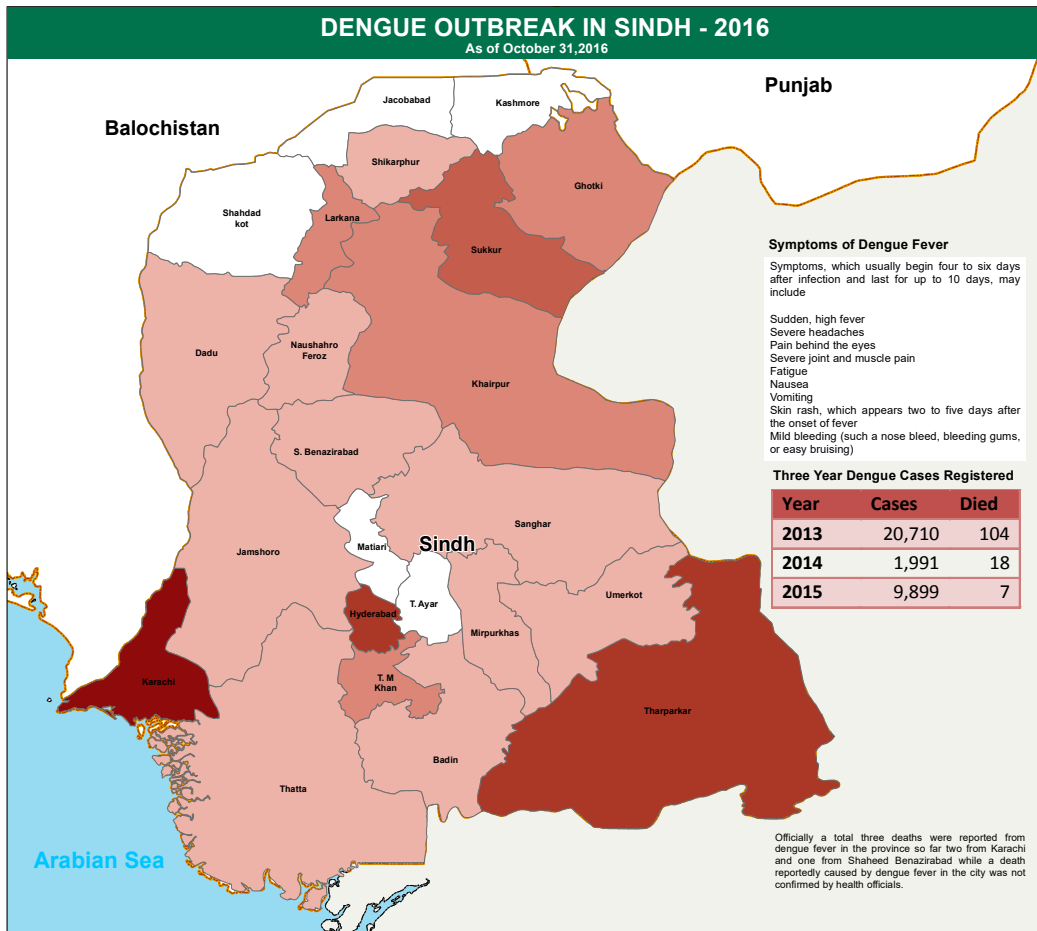 DENGUE OUTBREAK IN SINDH - 2016
As of October 31,2016
Punjab
Balochistan
Jacobabad
Kashmore
Shikarphur
Ghotki
Shahdad
kot
Larkana
Sukkur
Dadu
Naushahro
Feroz
Khairpur
S. Benazirabad
Sanghar
Matiari
Sindh
Jamshoro
T. Ayar
Umerkot
Hyderabad
Mirpurkhas
Karachi
T. M
Khan
Tharparkar
Badin
Thatta
Arabian Sea
Symptoms of Dengue Fever
Symptoms, which usually begin four to six days
after infection and last for up to 10 days, may
include
Sudden, high fever
Severe headaches
Pain behind the eyes
Severe joint and muscle pain
Fatigue
Nausea
Vomiting
Skin rash, which appears two to five days after
the onset of fever
Mild bleeding (such a nose bleed, bleeding gums,
or easy bruising)
Three Year Dengue Cases Registered
Year Cases Died
2013 20,710 104
2014 1,991 18
2015 9,899 7
Officially a total three deaths were reported from
dengue fever in the province so far two from Karachi
and one from Shaheed Benazirabad while a death
reportedly caused by dengue fever in the city was not
confirmed by health officials.